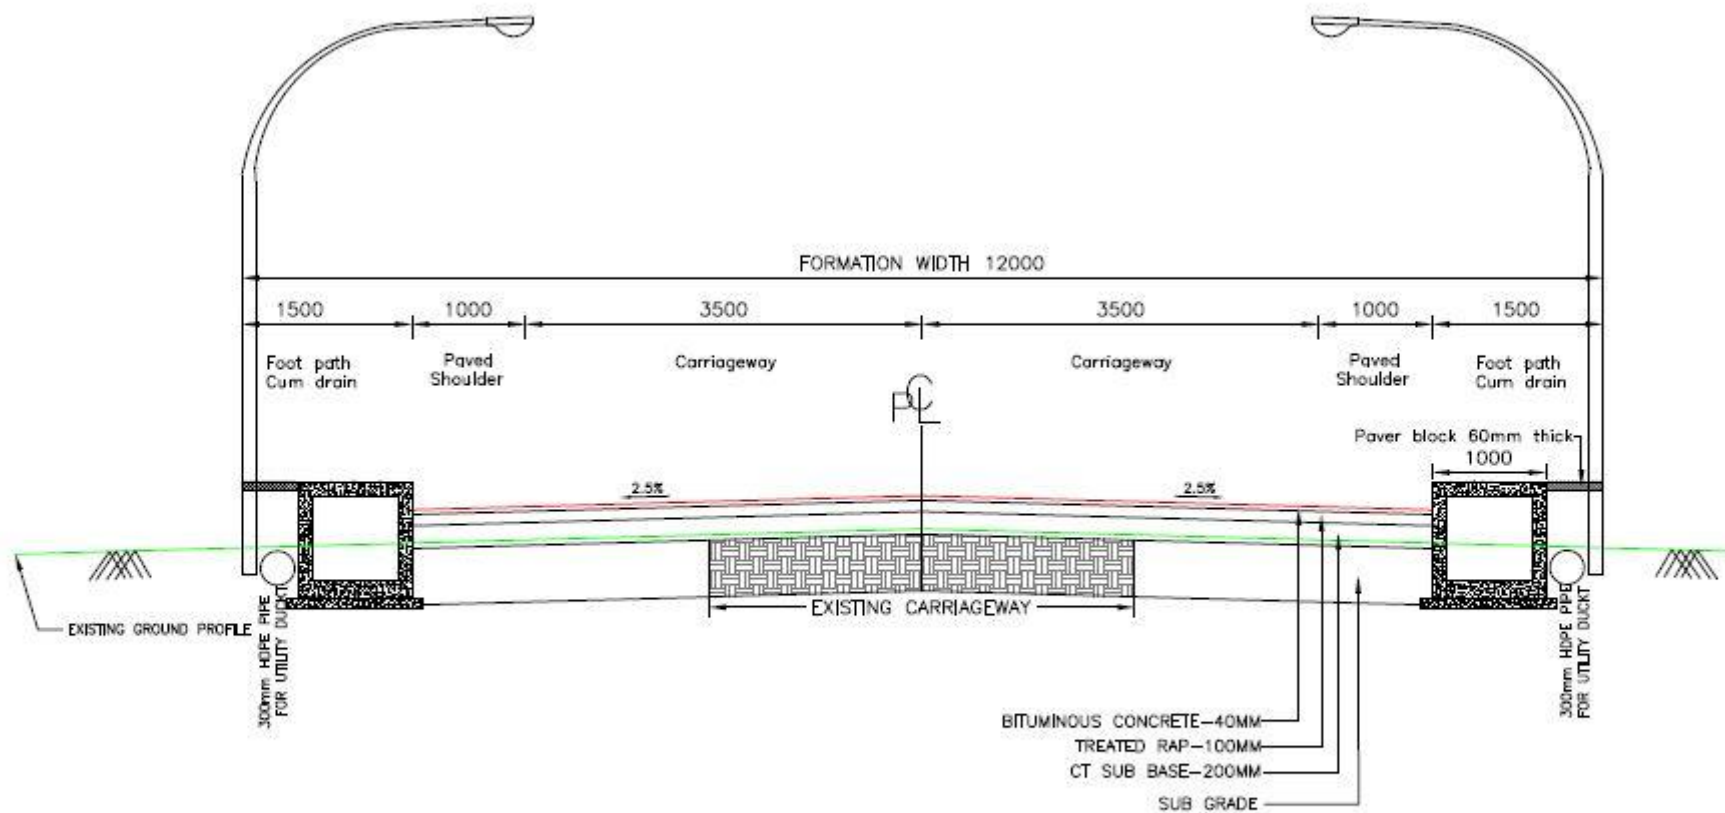 FORMATION WIDTH 12000
1500
1000
3500
3500
1000
1500
Foot path
Cum drain
Paved
Shoulder
Carriageway
Carriageway
Paved
Shoulder
Foot path
Cum drain
PCL
Paver block 60mm thick
1000
2.5%
2.5%
EXISTING CARRIAGEWAY
EXISTING GROUND PROFILE
300mm HDPE PIPE
FOR UTILITY DUCKT
300mm HDPE PIPE
FOR UTILITY DUCKT
BITUMINOUS CONCRETE-40MM
TREATED RAP-100MM
CT SUB BASE-200MM
SUB GRADE